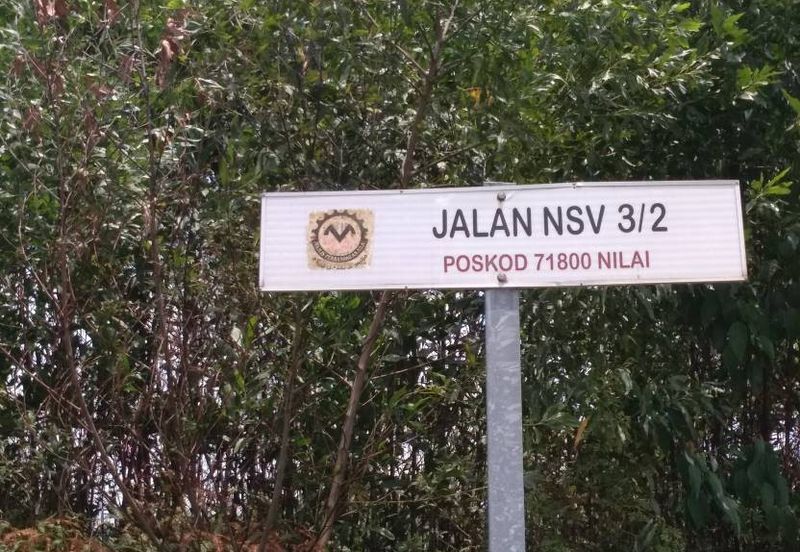 JALAN NSV 3/2
POSKOD 71800 NILAI